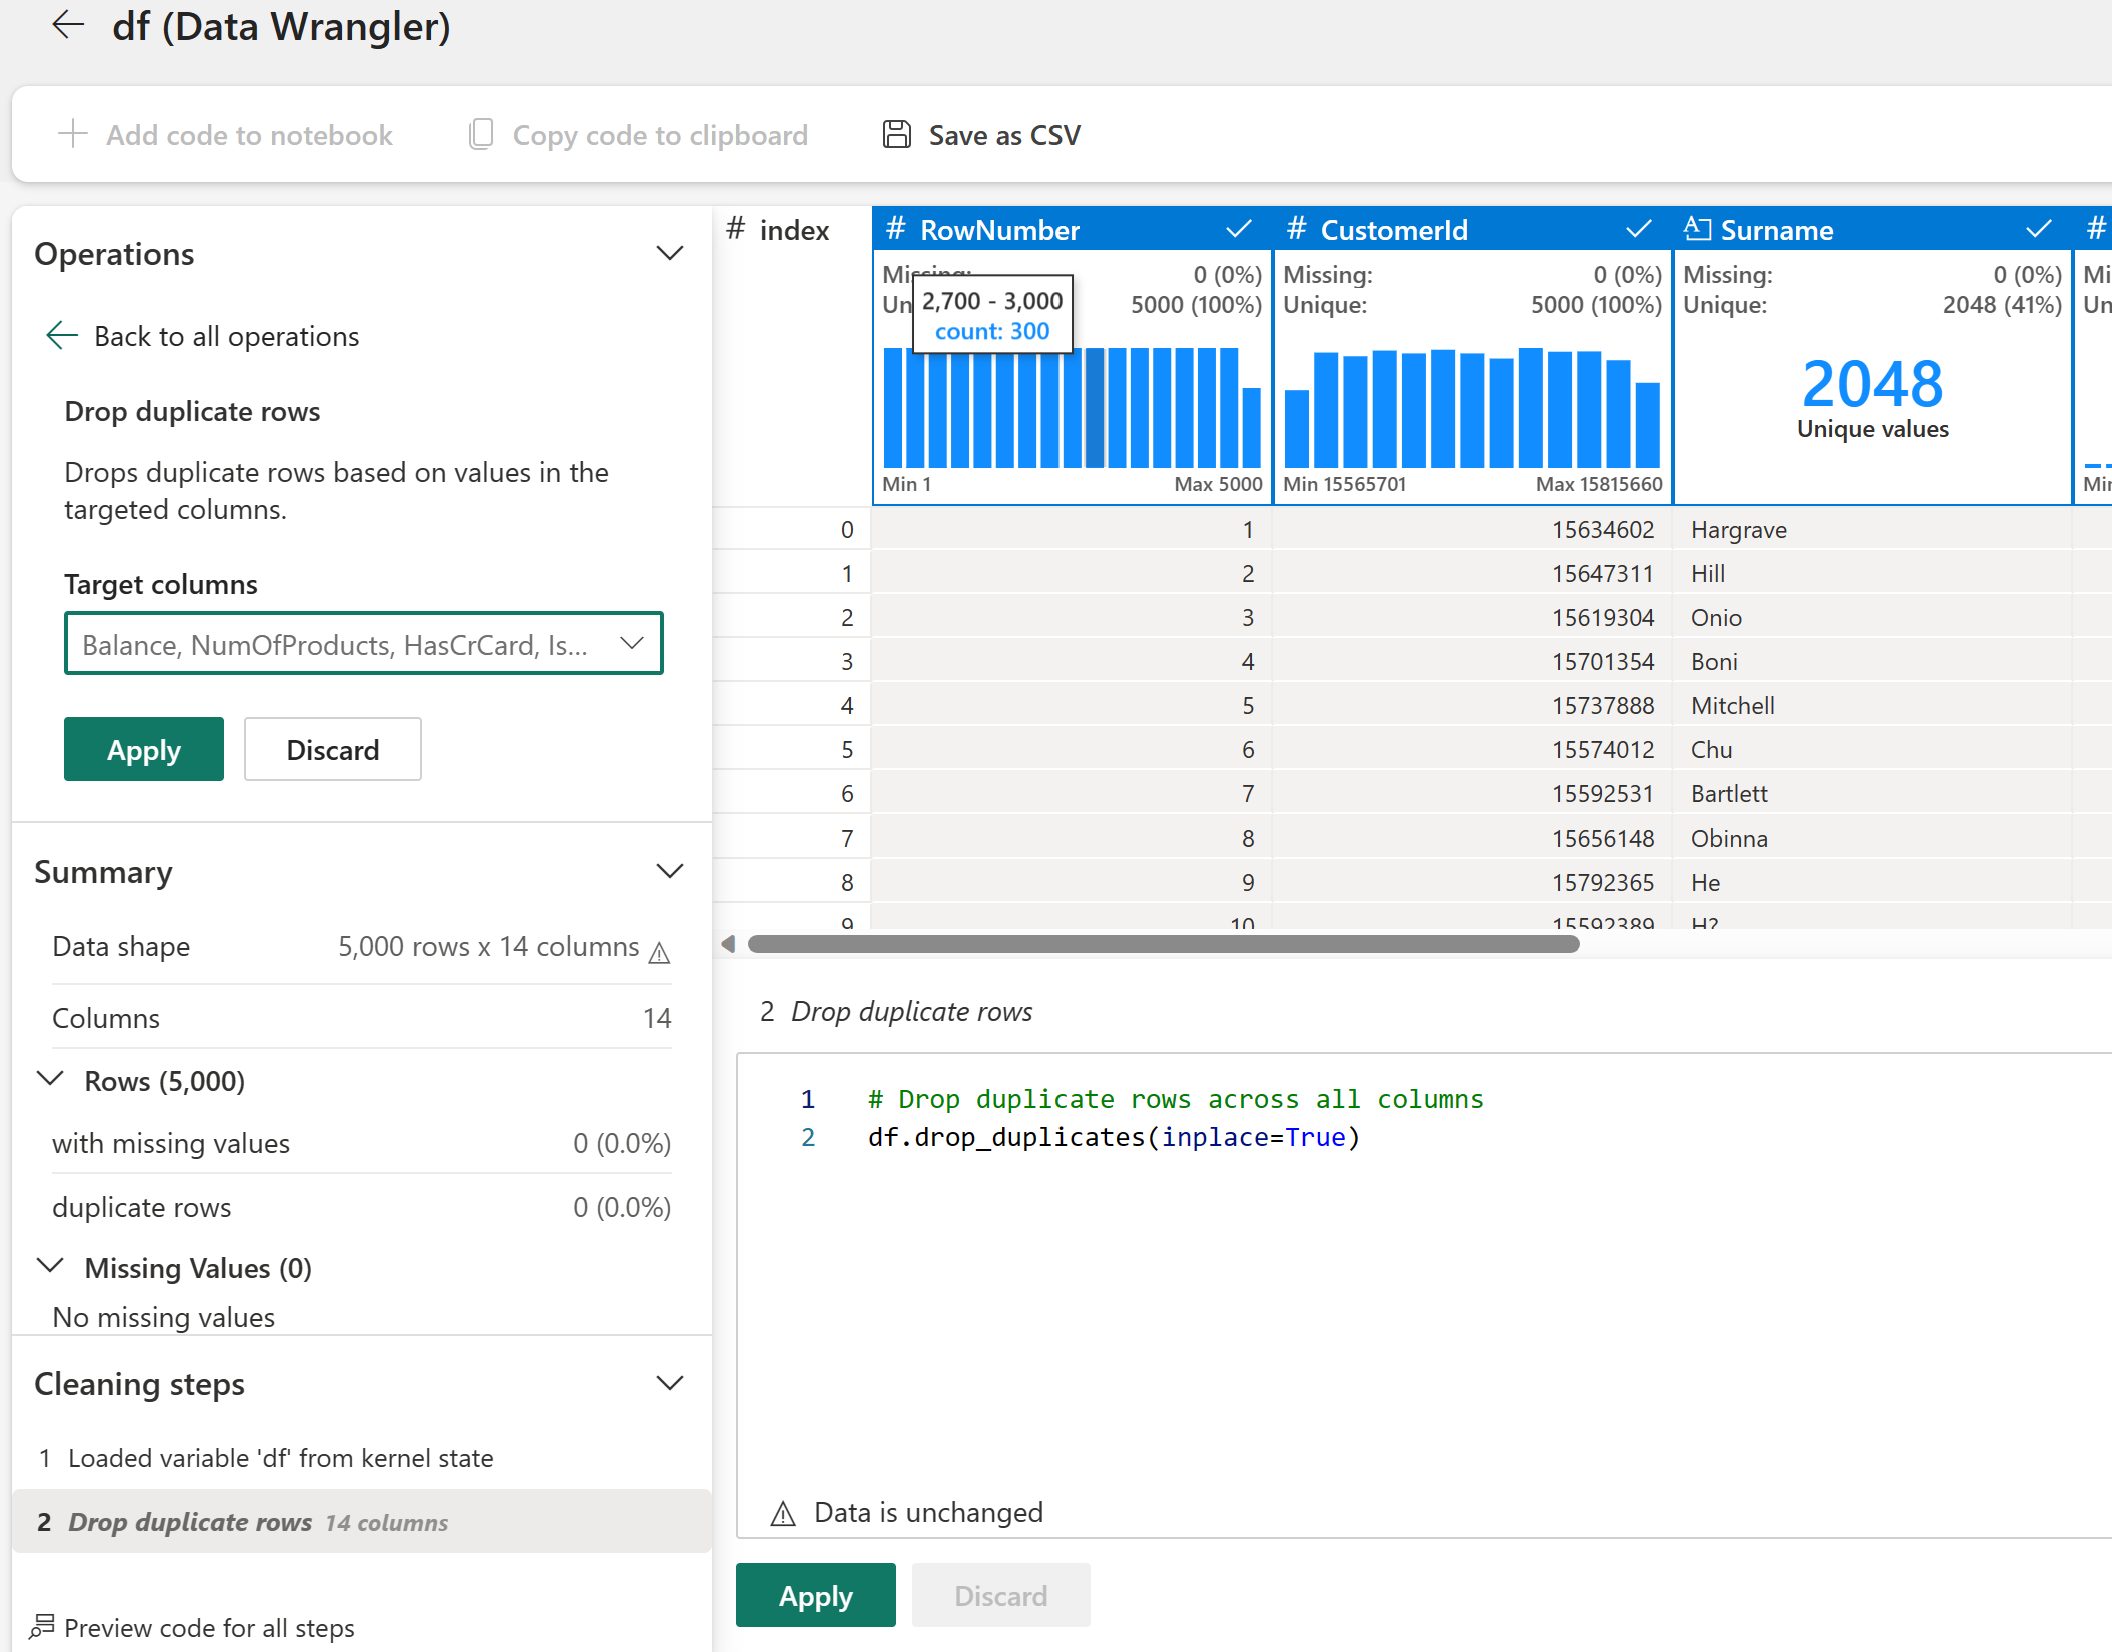 df (Data Wrangler)
Add code to notebook
Copy code to clipboard
Save as CSV
Operations
Back to all operations
Drop duplicate rows
Drops duplicate rows based on values in the
targeted columns.
Target columns
Balance, NumOfProducts, HasCrCard, Is...
Apply
Discard
Summary
Data shape 5,000 rows x 14 columns
Columns 14
Rows (5,000)
with missing values 0 (0.0%)
duplicate rows 0 (0.0%)
Missing Values (0)
No missing values
Cleaning steps
1 Loaded variable 'df' from kernel state
2 Drop duplicate rows 14 columns
Preview code for all steps
# index # RowNumber # CustomerId A Surname #
Missing: 0 (0%) Missing: 0 (0%) Missing: 0 (0%) Mi
Un 5000 (100%) Unique: 5000 (100%) Unique: 2048 (41%) Un
2,700 - 3,000
count: 300
2048
Unique values
Min 1 Max 5000 Min 15565701 Max 15815660 Mi
0 1 15634602 Hargrave
1 2 15647311 Hill
2 3 15619304 Onio
3 4 15701354 Boni
4 5 15737888 Mitchell
5 6 15574012 Chu
6 7 15592531 Bartlett
7 8 15656148 Obinna
8 9 15792365 He
9 10 15592389 H?
2 Drop duplicate rows
1 # Drop duplicate rows across all columns
2 df.drop_duplicates(inplace=True)
Data is unchanged
Apply
Discard